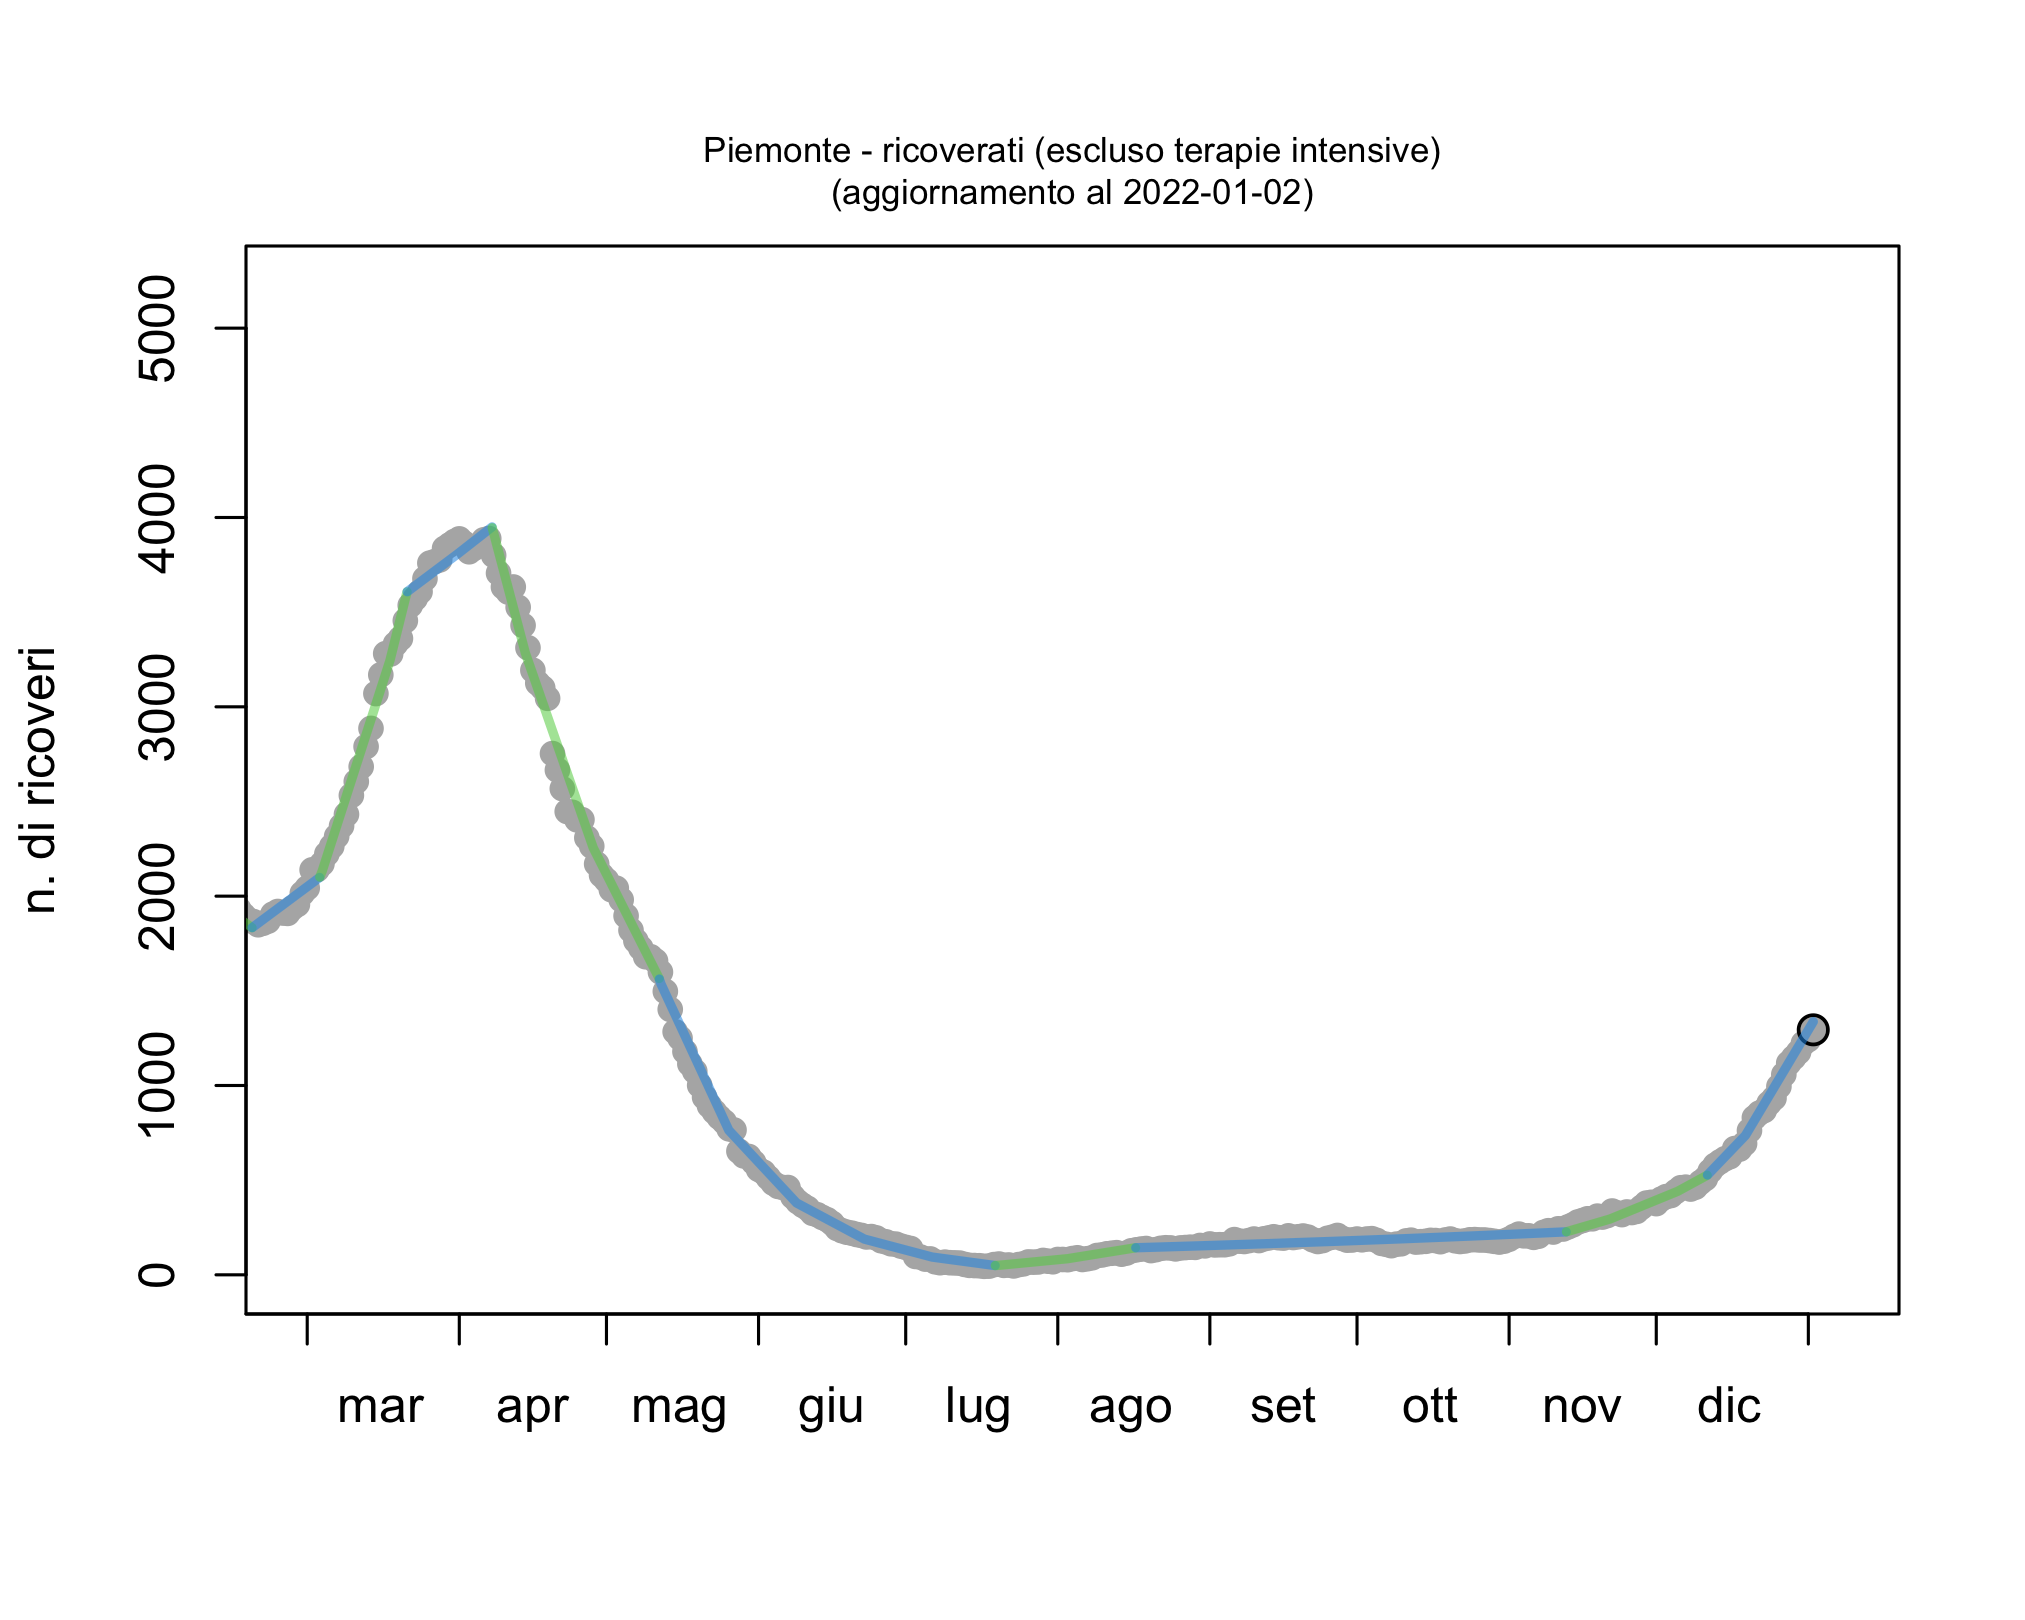 Piemonte - ricoverati (escluso terapie intensive)
(aggiornamento al 2022-01-02)
n. di ricoveri
5000
4000
3000
2000
1000
0
mar apr mag giu lug ago set ott nov dic